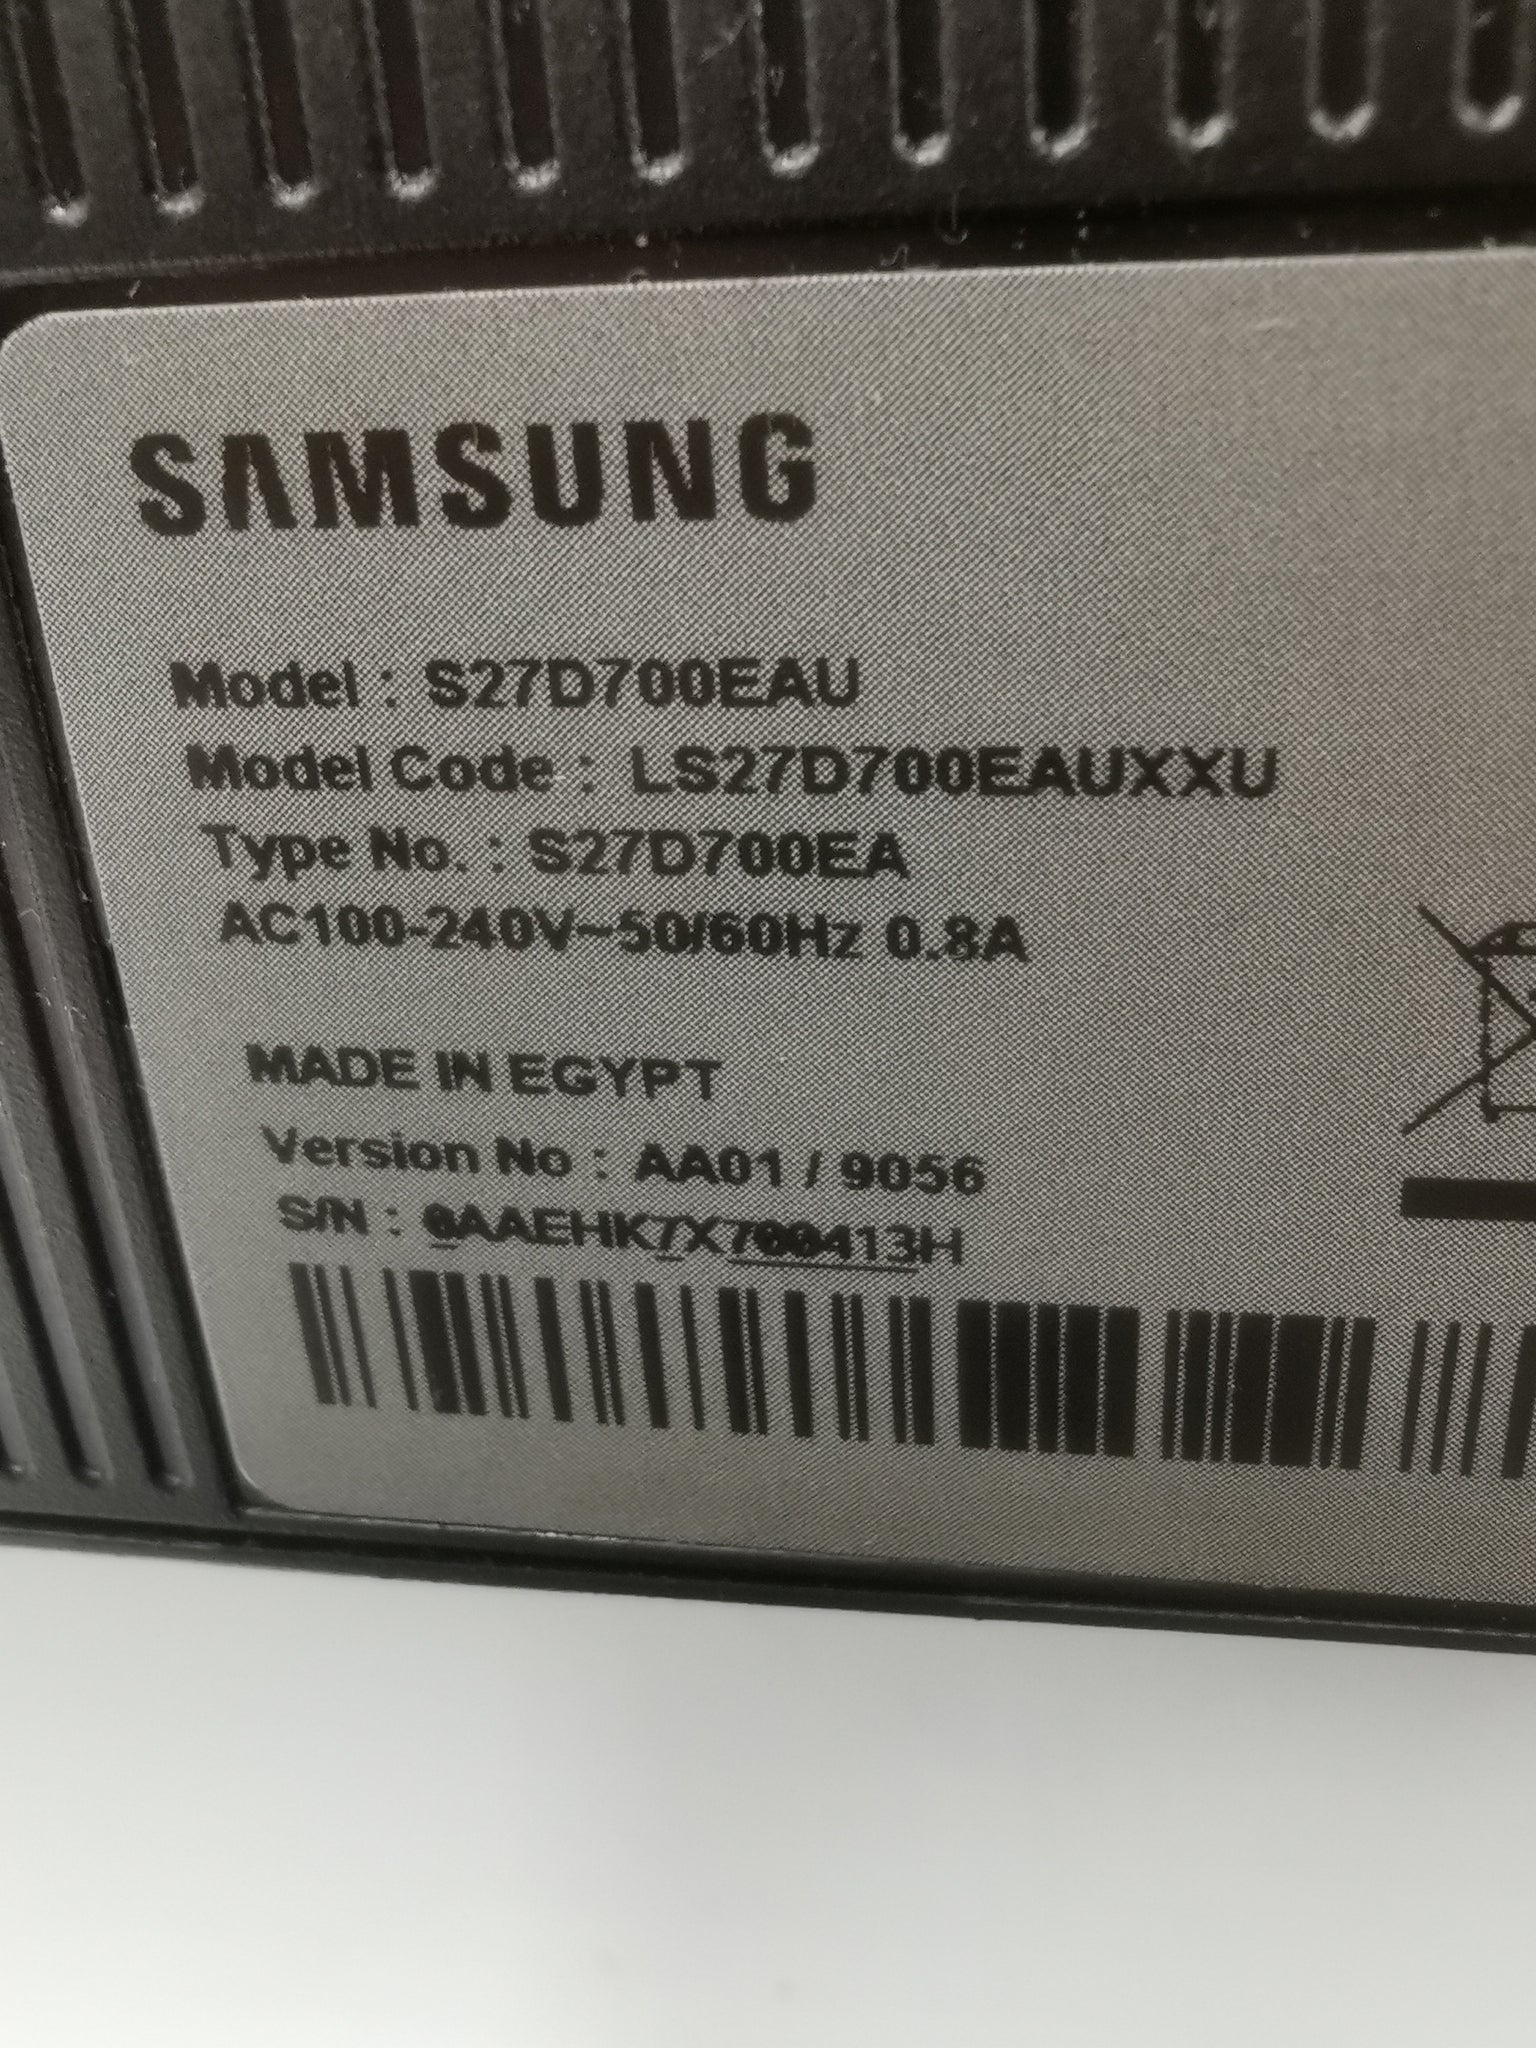 SAMSUNG
Model : S27D700EAU
Model Code : LS27D700EAUXXU
Type No. : S27D700EA
AC100-240V~50/60Hz 0.8A
MADE IN EGYPT
Version No : AA01 / 9056
S/N : 0AAEHK7X700413H